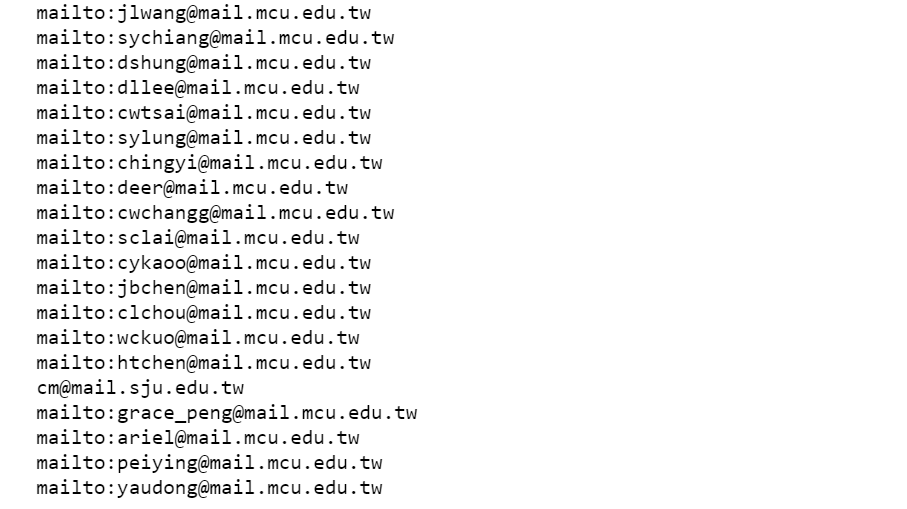 mailto:jlwang@mail.mcu.edu.tw
mailto:sychiang@mail.mcu.edu.tw
mailto:dshung@mail.mcu.edu.tw
mailto:dllee@mail.mcu.edu.tw
mailto:cwtsai@mail.mcu.edu.tw
mailto:sylung@mail.mcu.edu.tw
mailto:chingyi@mail.mcu.edu.tw
mailto:deer@mail.mcu.edu.tw
mailto:cwchangg@mail.mcu.edu.tw
mailto:sclai@mail.mcu.edu.tw
mailto:cykaoo@mail.mcu.edu.tw
mailto:jbchen@mail.mcu.edu.tw
mailto:clchou@mail.mcu.edu.tw
mailto:wckuo@mail.mcu.edu.tw
mailto:htchen@mail.mcu.edu.tw
cm@mail.sju.edu.tw
mailto:grace_peng@mail.mcu.edu.tw
mailto:ariel@mail.mcu.edu.tw
mailto:peiying@mail.mcu.edu.tw
mailto:yaudong@mail.mcu.edu.tw